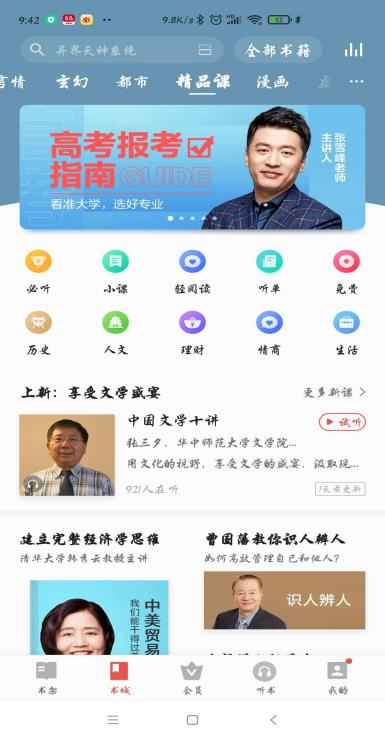 9:42
9.8K/s
异界天神系统
全部书籍
言情 玄幻 都市 精品课 漫画
高考报考
指南 GUIDE
看准大学，选好专业
张雪峰老师
主讲人
必听 小课 轻阅读 听单 免费
历史 人文 理财 情商 生活
上新：享受文学盛宴 更多新课
中国文学十讲 试听
张三夕，华中师范大学文学院...
用文化的视野，享受文学的盛宴，汲取现...
921人在听 1天前更新
建立完整经济学思维
清华大学韩秀云教授主讲
中美贸易
我们能干得过
曾国藩教你识人辨人
如何高效管理自己和他人？
识人辨人
书架 书城 会员 听书 我的